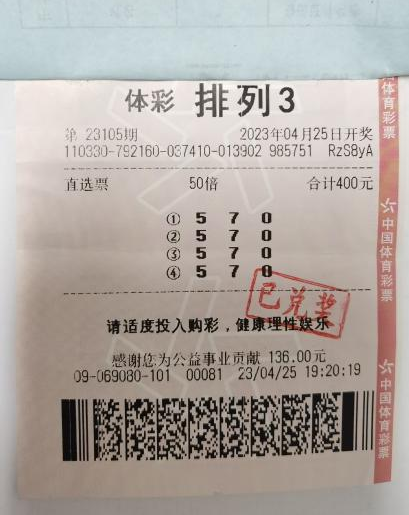 体彩 排列3
第 23105期 2023年04月25日开奖
110330-792160-037410-013902 985751 RzS8yA
直选票 50倍 合计400元
① 5 7 0
② 5 7 0
③ 5 7 0
④ 5 7 0
已兑奖
请适度投入购彩，健康理性娱乐
感谢您为公益事业贡献 136.00元
09-069080-101 00081 23/04/25 19:20:19
体育彩票
中国体育彩票
中国体育彩票